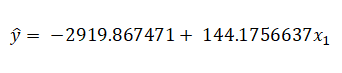 ŷ = −2919.867471 + 144.1756637x₁